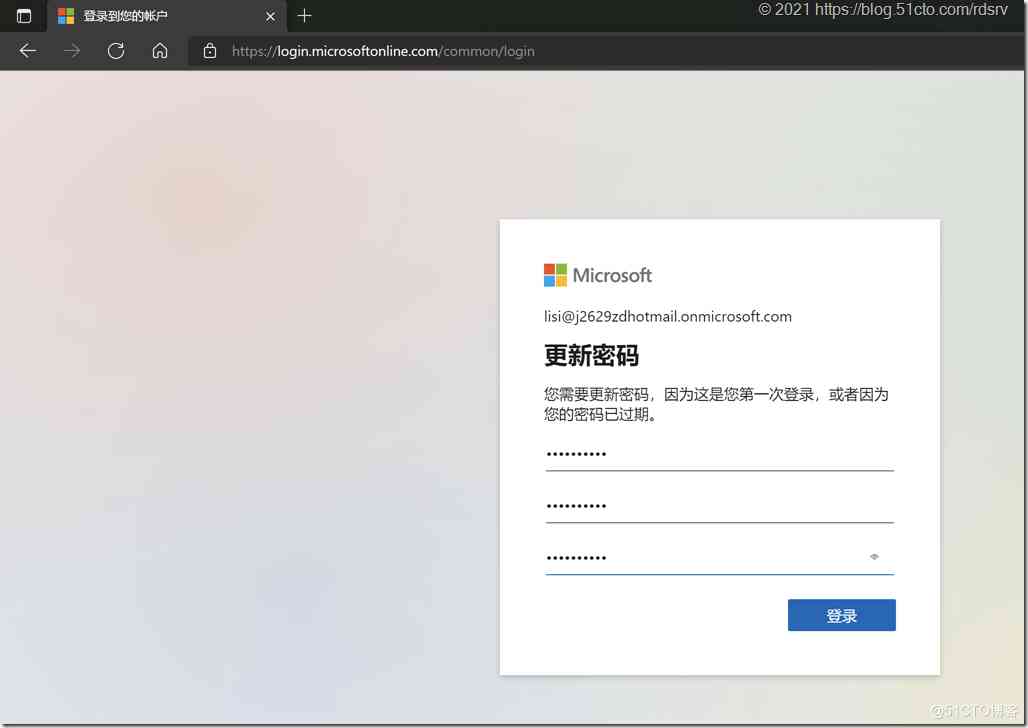 登录到您的帐户
© 2021 https://blog.51cto.com/rdsrv
https://login.microsoftonline.com/common/login
Microsoft
lisi@j2629zdhotmail.onmicrosoft.com
更新密码
您需要更新密码，因为这是您第一次登录，或者因为
您的密码已过期。
••••••••••
••••••••••
••••••••••
登录
@51CTO博客